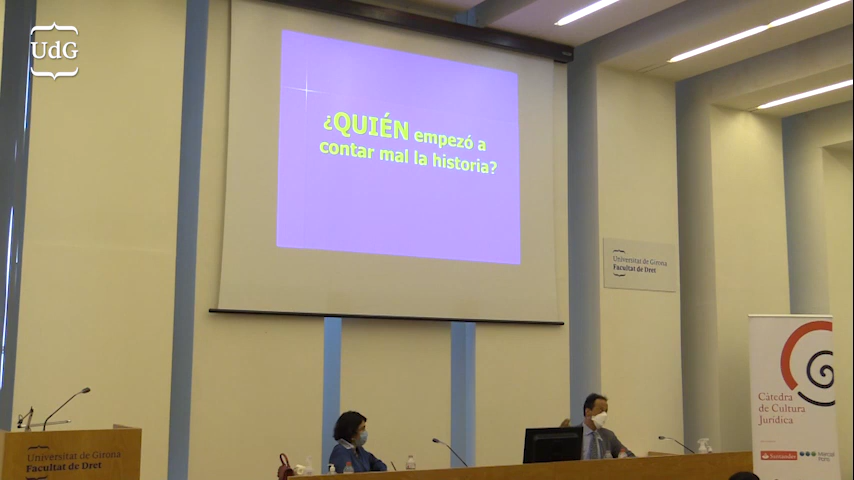 UdG
¿QUIÉN empezó a
contar mal la historia?
Universitat de Girona
Facultat de Dret
Càtedra
de Cultura
Jurídica
Santander
Universitat de Girona
Facultat de Dret